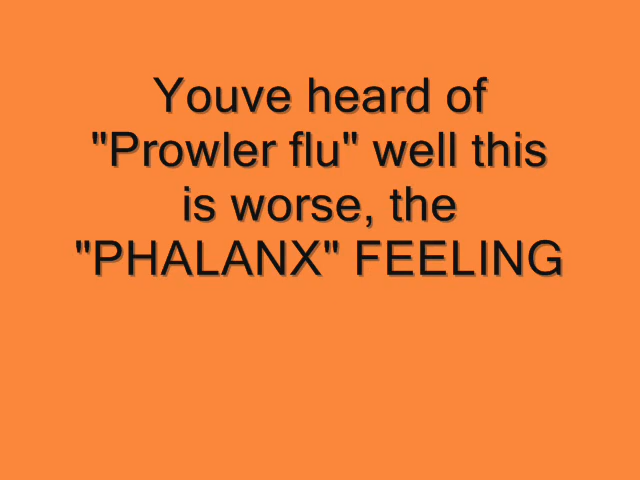 Youve heard of
"Prowler flu" well this
is worse, the
"PHALANX" FEELING